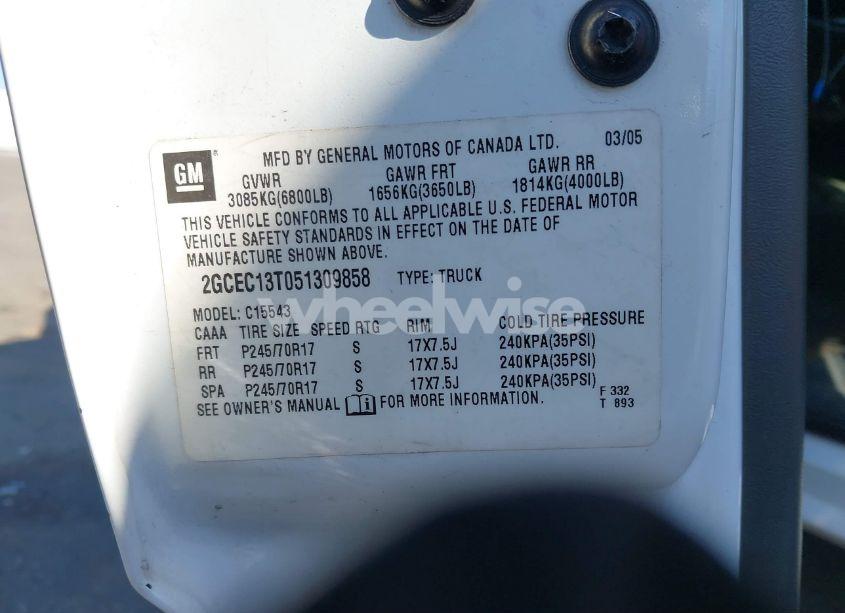 GM
MFD BY GENERAL MOTORS OF CANADA LTD. 03/05
GVWR GAWR FRT GAWR RR
3085KG(6800LB) 1656KG(3650LB) 1814KG(4000LB)
THIS VEHICLE CONFORMS TO ALL APPLICABLE U.S. FEDERAL MOTOR
VEHICLE SAFETY STANDARDS IN EFFECT ON THE DATE OF
MANUFACTURE SHOWN ABOVE.
2GCEC13T051309858 TYPE: TRUCK
wheelwise
MODEL: C15543
CAAA TIRE SIZE SPEED RTG RIM COLD TIRE PRESSURE
FRT P245/70R17 S 17X7.5J 240KPA(35PSI)
RR P245/70R17 S 17X7.5J 240KPA(35PSI)
SPA P245/70R17 S 17X7.5J 240KPA(35PSI)
SEE OWNER'S MANUAL FOR MORE INFORMATION.
F 332
T 893